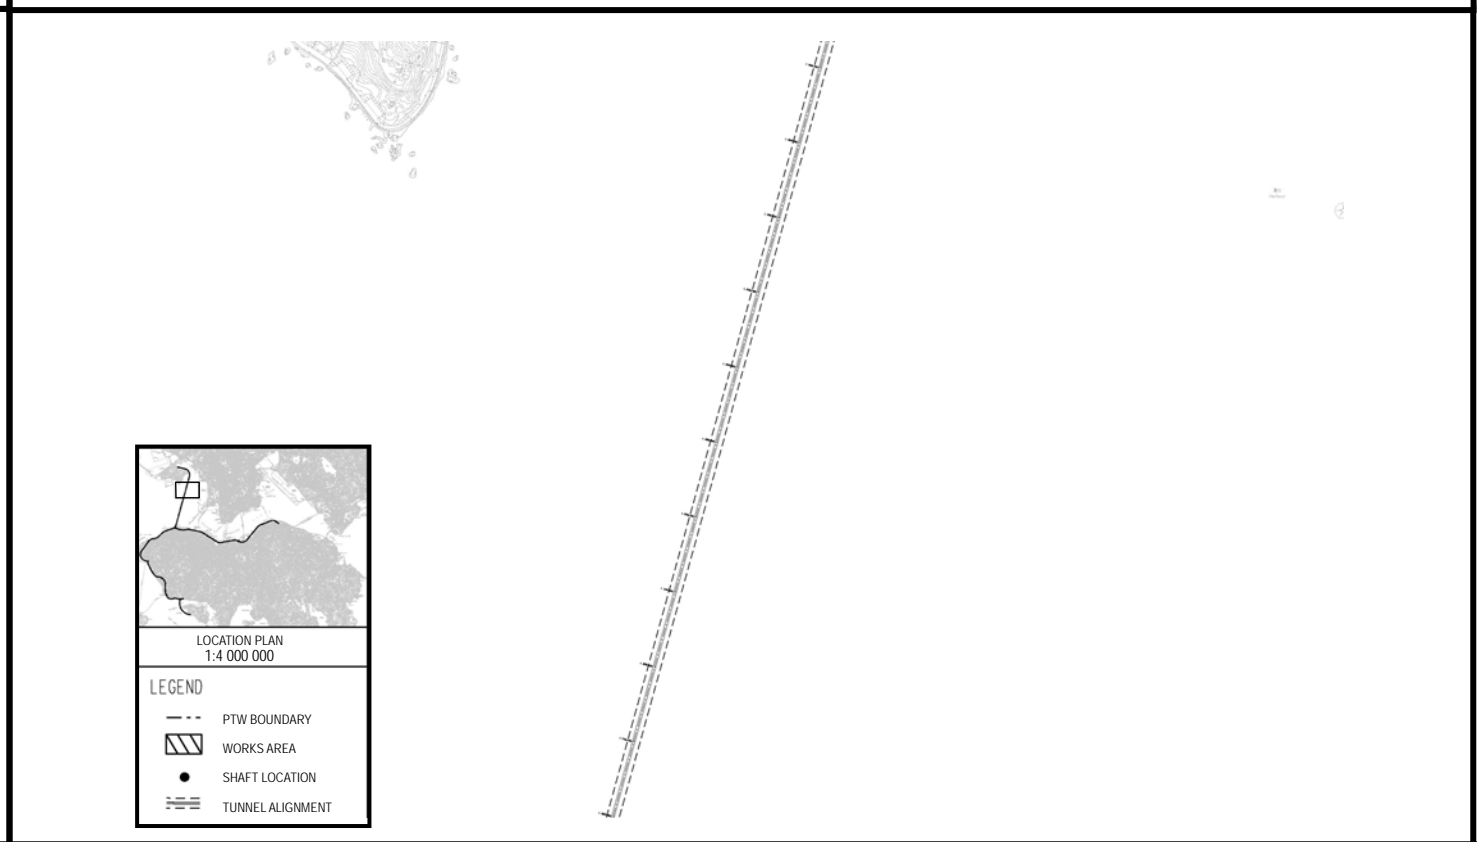 LOCATION PLAN
1:4 000 000
LEGEND
PTW BOUNDARY
WORKS AREA
SHAFT LOCATION
TUNNEL ALIGNMENT